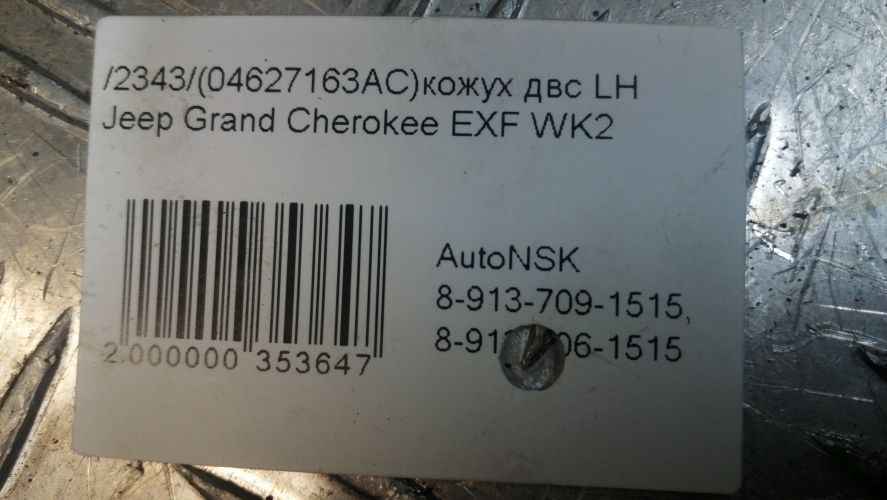 /2343/(04627163AC)кожух двс LH
Jeep Grand Cherokee EXF WK2
AutoNSK
8-913-709-1515,
2.000000 353647